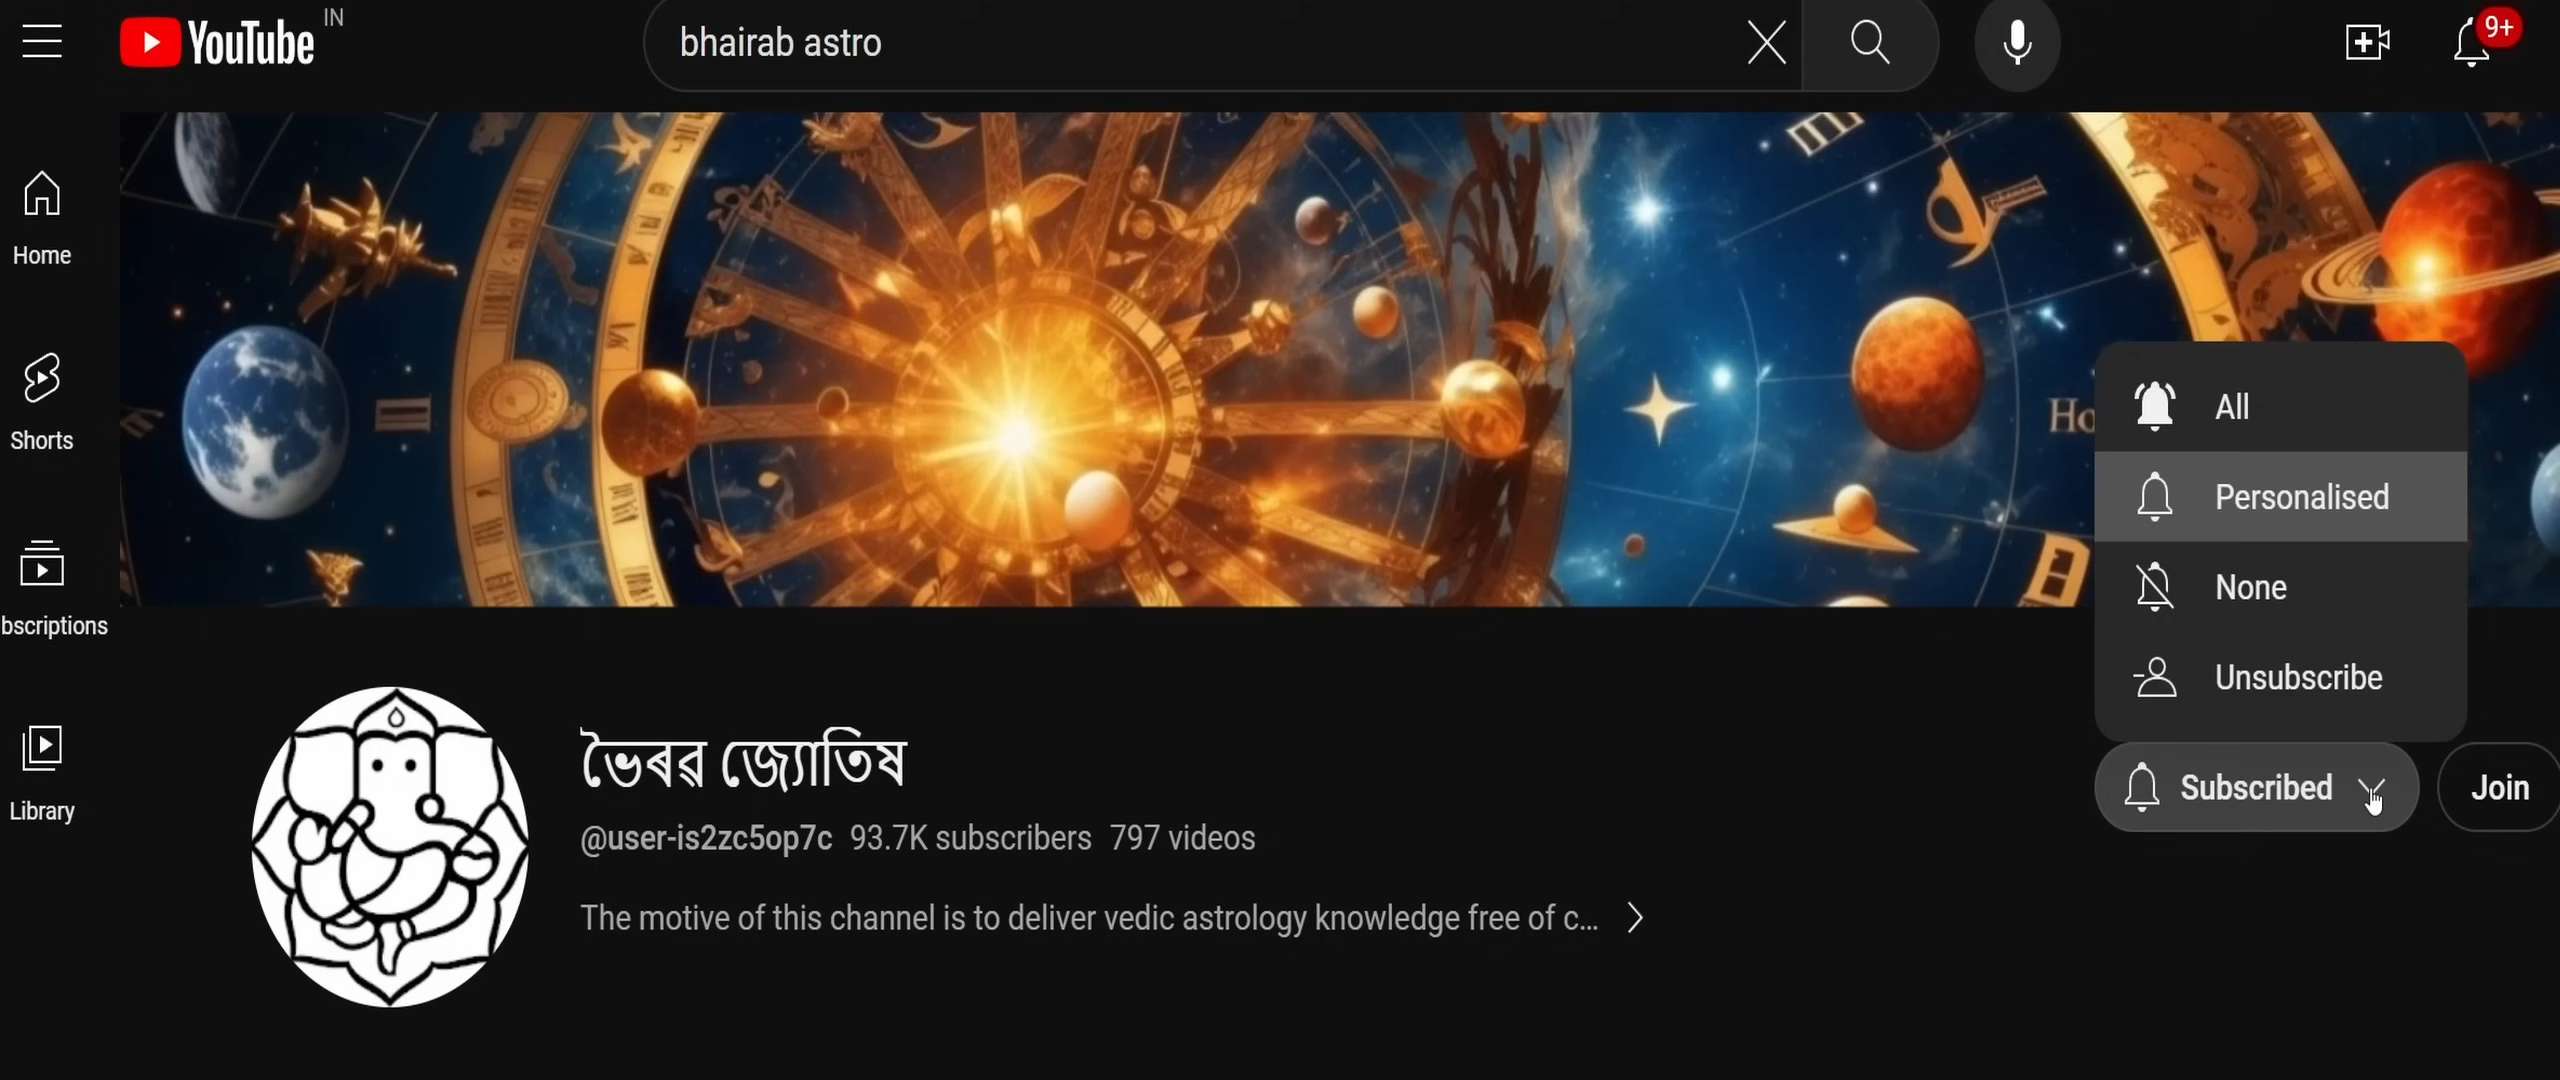 YouTube IN
bhairab astro
9+
Home
Shorts
bscriptions
Library
Ho
All
Personalised
None
Unsubscribe
ভৈৰৱ জ্যোতিষ
Subscribed
Join
@user-is2zc5op7c 93.7K subscribers 797 videos
The motive of this channel is to deliver vedic astrology knowledge free of c...